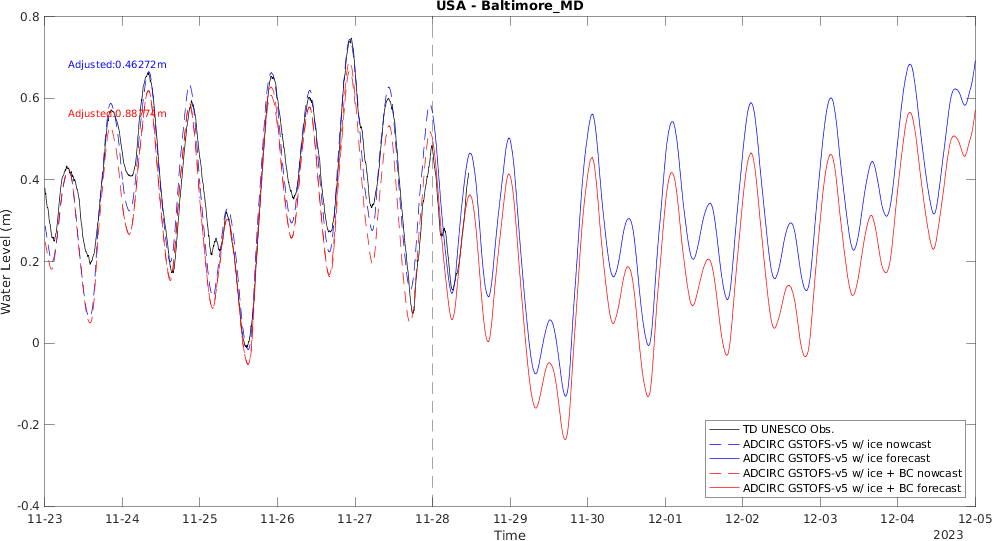 USA - Baltimore_MD
0.8
0.6
0.4
0.2
0
-0.2
-0.4
Water Level (m)
Adjusted:0.46272m
Adjusted:0.88774m
TD UNESCO Obs.
ADCIRC GSTOFS-v5 w/ ice nowcast
ADCIRC GSTOFS-v5 w/ ice forecast
ADCIRC GSTOFS-v5 w/ ice + BC nowcast
ADCIRC GSTOFS-v5 w/ ice + BC forecast
11-23 11-24 11-25 11-26 11-27 11-28 11-29 11-30 12-01 12-02 12-03 12-04 12-05
Time
2023